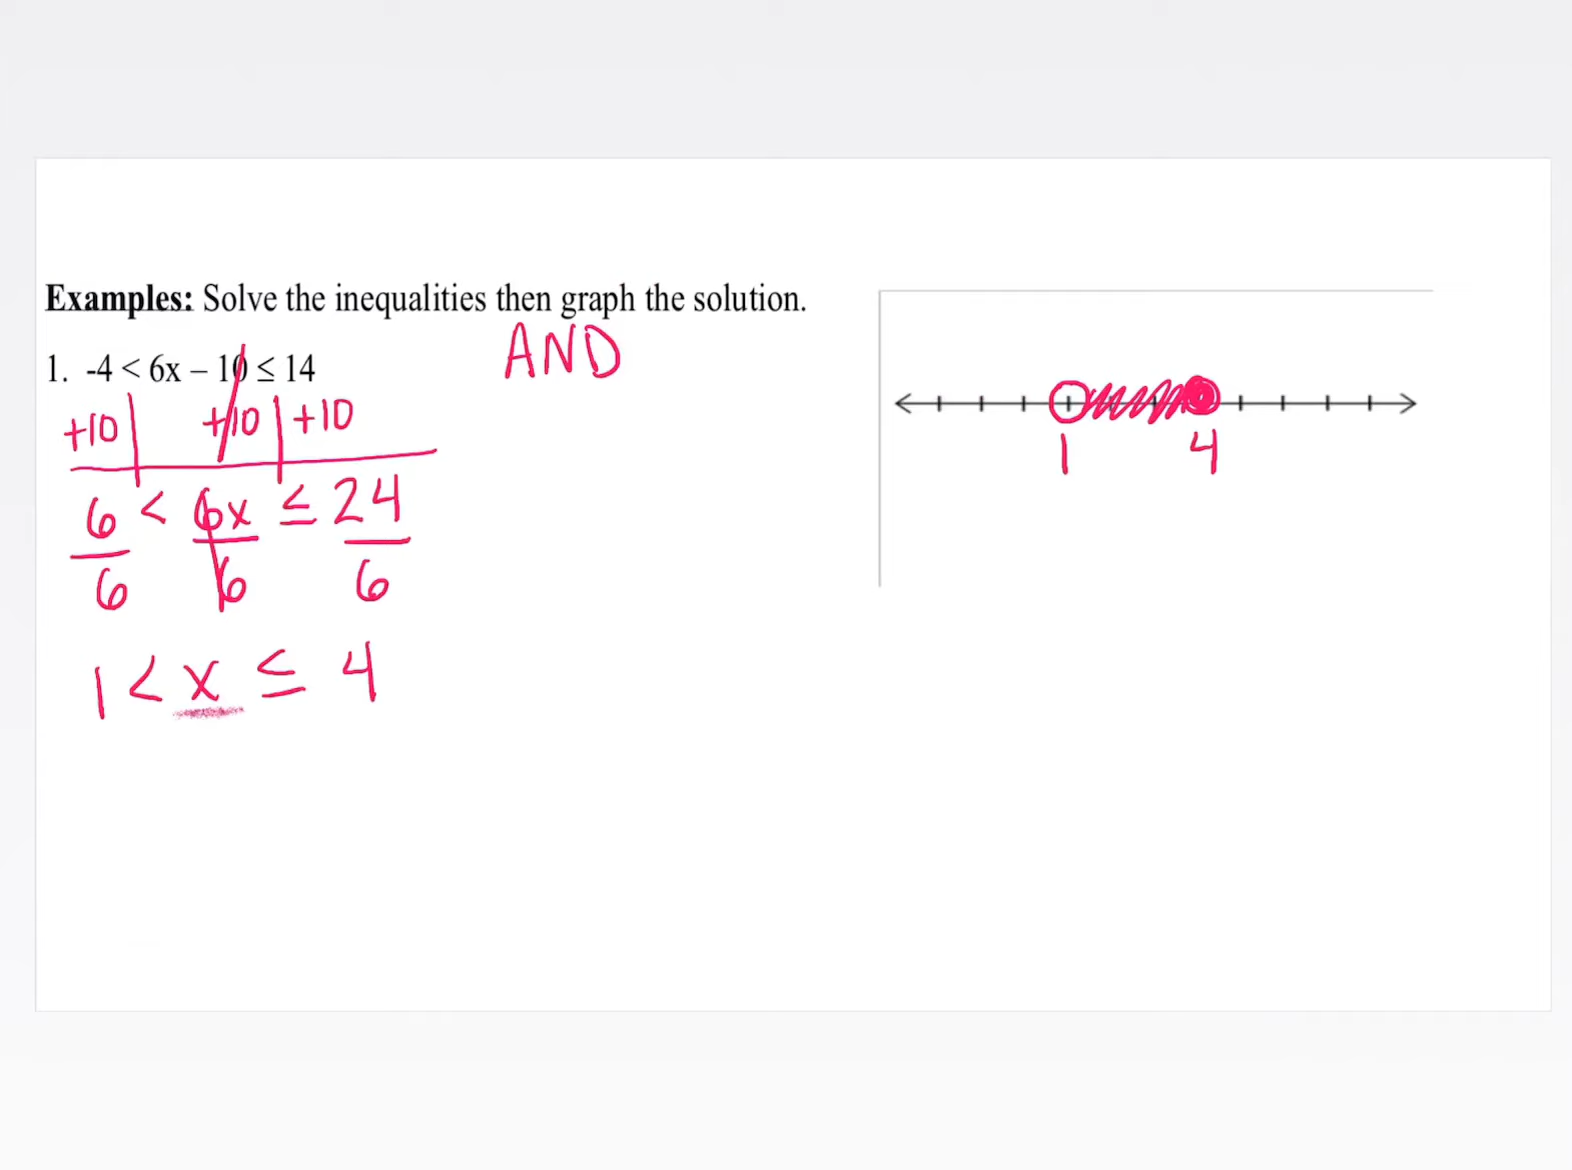 Examples: Solve the inequalities then graph the solution.
AND
1. -4 < 6x – 10 ≤ 14
+10 +10 +10
6 < 6x ≤ 24
6 6 6
1 < x ≤ 4
1 4